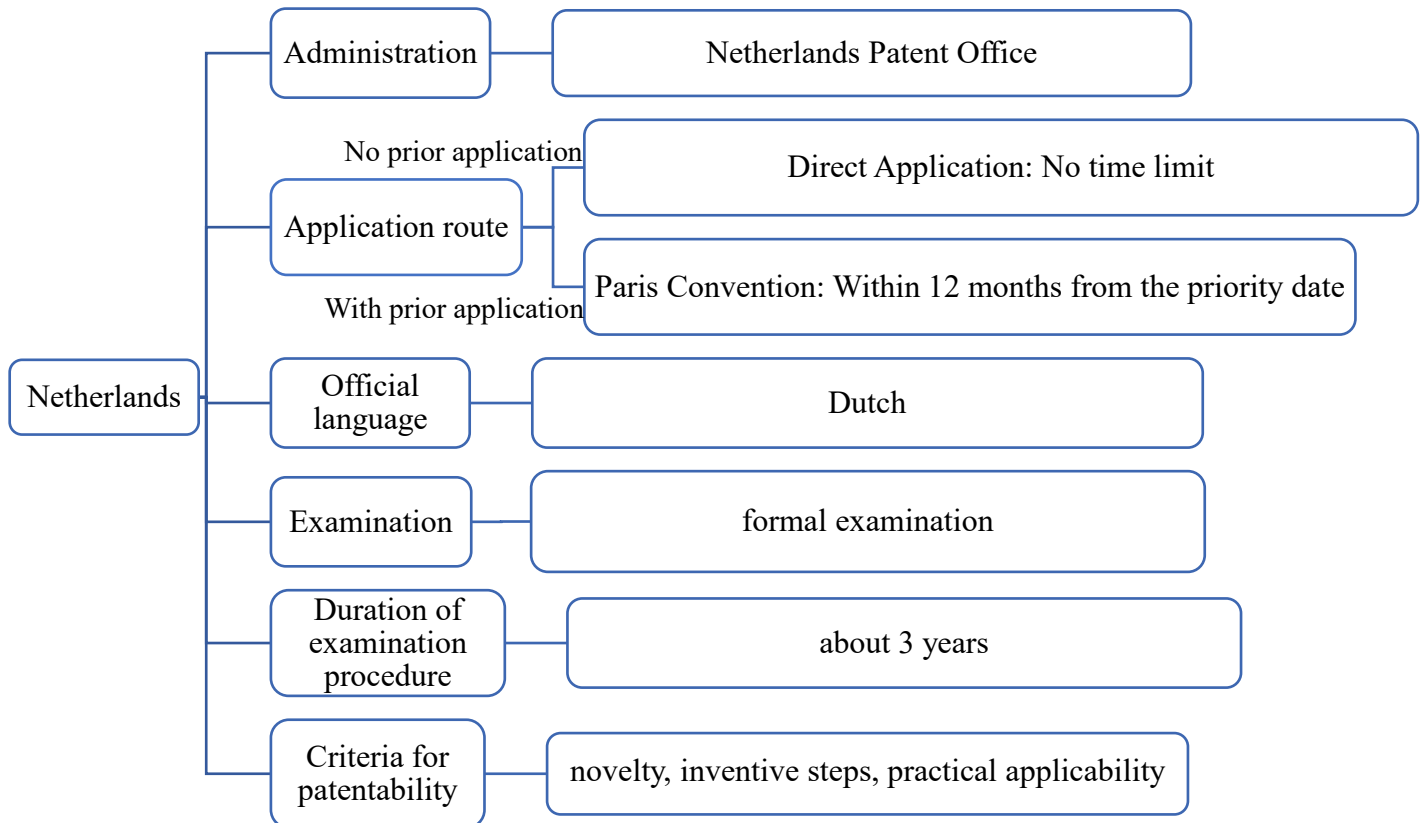 Administration
Netherlands Patent Office
No prior application
Direct Application: No time limit
Application route
Paris Convention: Within 12 months from the priority date
With prior application
Netherlands
Official
language
Dutch
Examination
formal examination
Duration of
examination
procedure
about 3 years
Criteria for
patentability
novelty, inventive steps, practical applicability